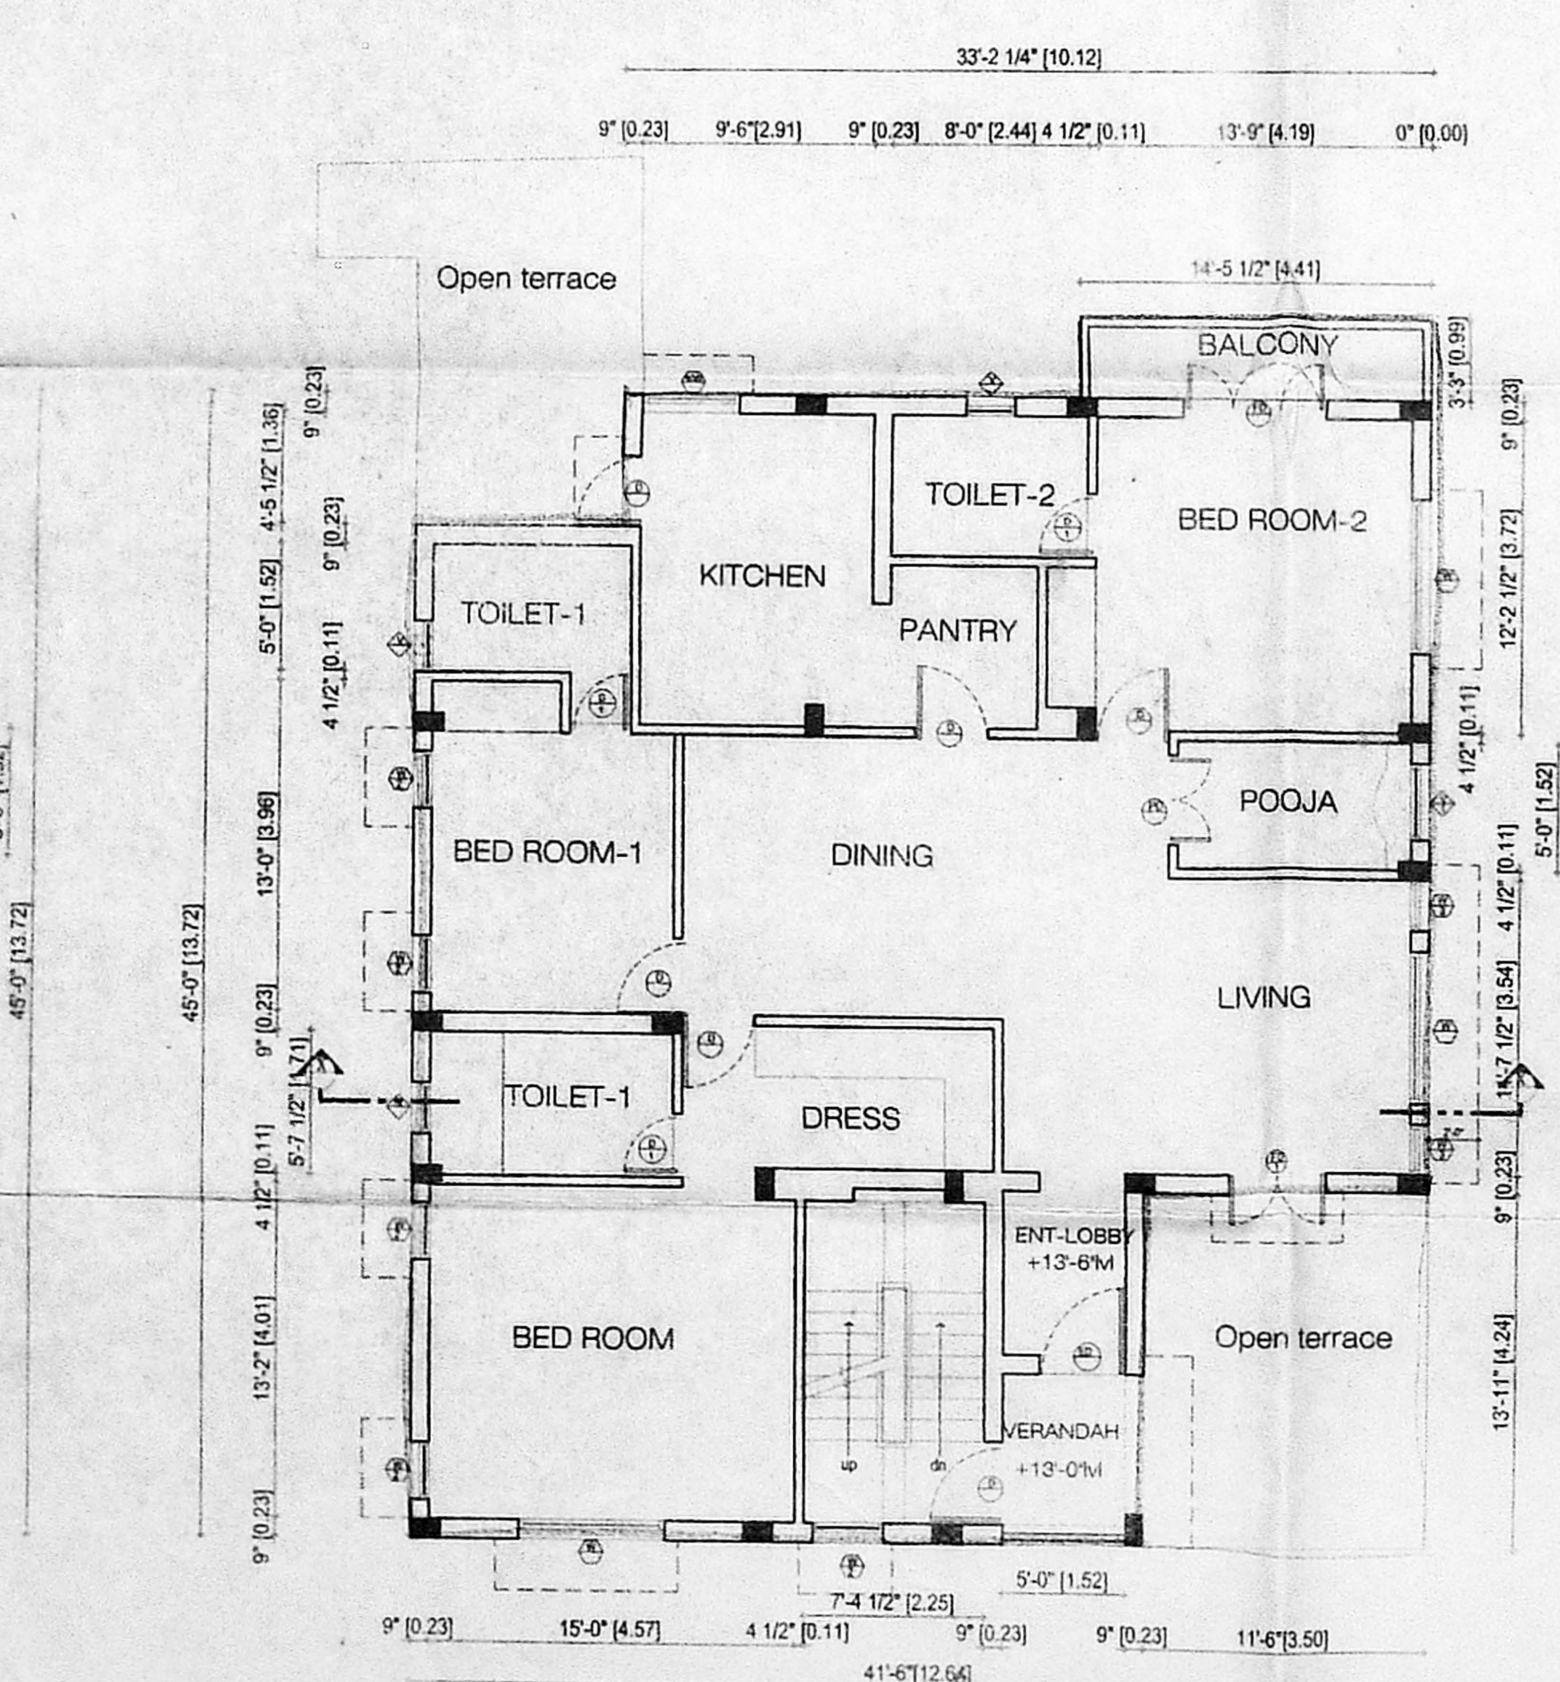 33'-2 1/4" [10.12]
9" [0.23] 9'-6"[2.91] 9" [0.23] 8'-0" [2.44] 4 1/2" [0.11] 13'-9" [4.19] 0" [0.00]
14'-5 1/2" [4.41]
Open terrace
BALCONY
3'-3" [0.99]
9" [0.23]
9" [0.23]
4'-5 1/2" [1.36]
TOILET-2
BED ROOM-2
9" [0.23]
12'-2 1/2" [3.72]
KITCHEN
TOILET-1
5'-0" [1.52]
PANTRY
4 1/2" [0.11]
4 1/2" [0.11]
POOJA
5'-0" [1.52]
BED ROOM-1
DINING
13'-0" [3.96]
4 1/2" [0.11]
45'-0" [13.72]
45'-0" [13.72]
LIVING
9" [0.23]
TOILET-1
DRESS
4 1/2" [0.11]
9" [0.23]
ENT-LOBBY
+13'-6"lvl
BED ROOM
Open terrace
13'-2" [4.01]
13'-11" [4.24]
VERANDAH
+13'-0"lvl
up
dn
9" [0.23]
5'-0" [1.52]
7'-4 1/2" [2.25]
9" [0.23] 15'-0" [4.57] 4 1/2" [0.11] 9" [0.23] 9" [0.23] 11'-6"[3.50]
41'-6"[12.64]